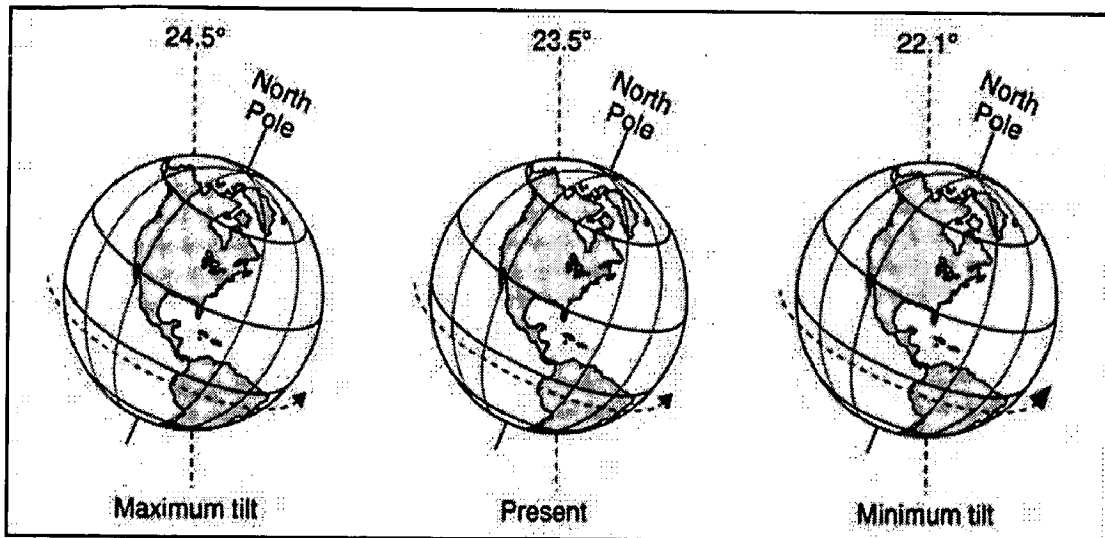 24.5°
23.5°
22.1°
North
Pole
North
Pole
North
Pole
Maximum tilt
Present
Minimum tilt